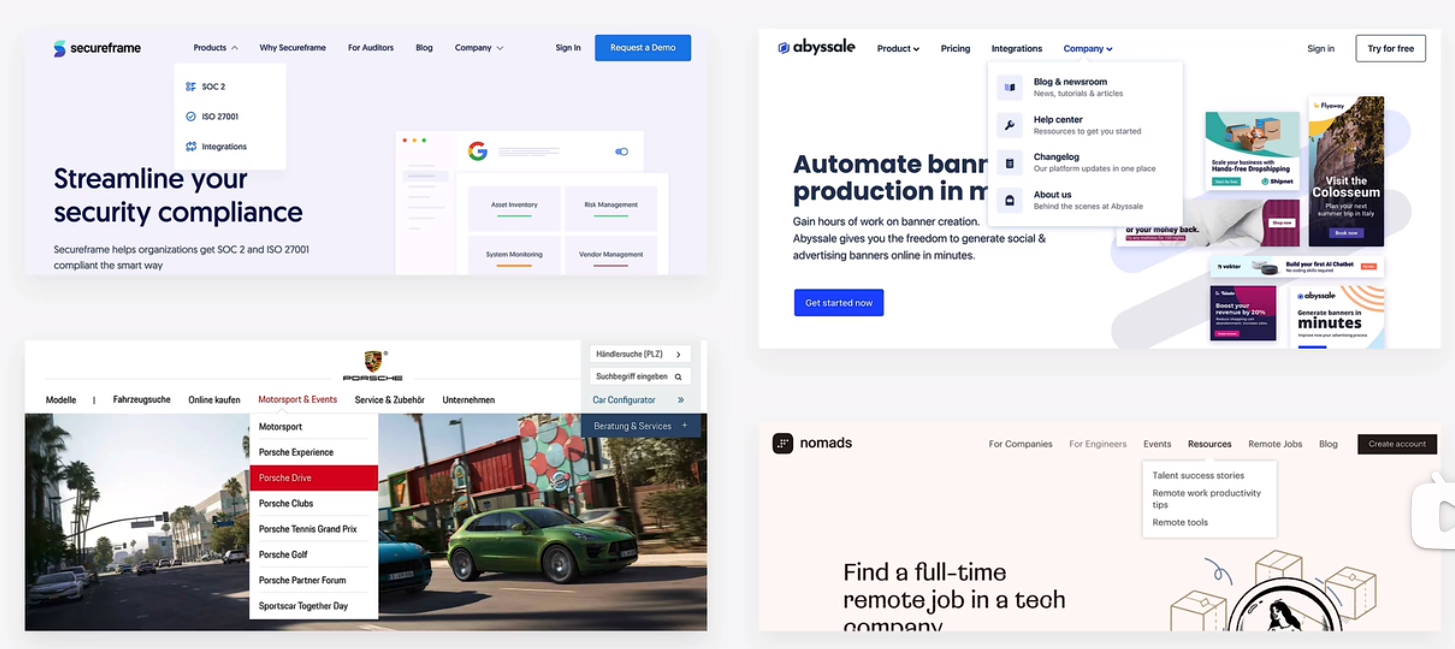 secureframe
Products
Why Secureframe
For Auditors
Blog
Company
Sign In
Request a Demo
SOC 2
ISO 27001
Integrations
Streamline your
security compliance
Secureframe helps organizations get SOC 2 and ISO 27001
compliant the smart way
Asset Inventory
Risk Management
System Monitoring
Vendor Management
abyssale
Product
Pricing
Integrations
Company
Sign in
Try for free
Blog & newsroom
News, tutorials & articles
Help center
Ressources to get you started
Changelog
Our platform updates in one place
About us
Behind the scenes at Abyssale
Automate bann
production in m
Gain hours of work on banner creation.
Abyssale gives you the freedom to generate social &
advertising banners online in minutes.
Get started now
Scale your business with
Hands-free Dropshipping
Shipnet
Flyaway
Visit the
Colosseum
Plan your next
summer trip in Italy
Book now
or your money back.
Shop now
vektor
Build your first AI Chatbot
No coding skills required
Boost your
revenue by 20%
abyssale
Generate banners in
minutes
PORSCHE
Händlersuche (PLZ)
Suchbegriff eingeben
Car Configurator
Beratung & Services +
Modelle |
Fahrzeugsuche
Online kaufen
Motorsport & Events
Service & Zubehör
Unternehmen
Motorsport
Porsche Experience
Porsche Drive
Porsche Clubs
Porsche Tennis Grand Prix
Porsche Golf
Porsche Partner Forum
Sportscar Together Day
nomads
For Companies
For Engineers
Events
Resources
Remote Jobs
Blog
Create account
Talent success stories
Remote work productivity
tips
Remote tools
Find a full-time
remote job in a tech
company